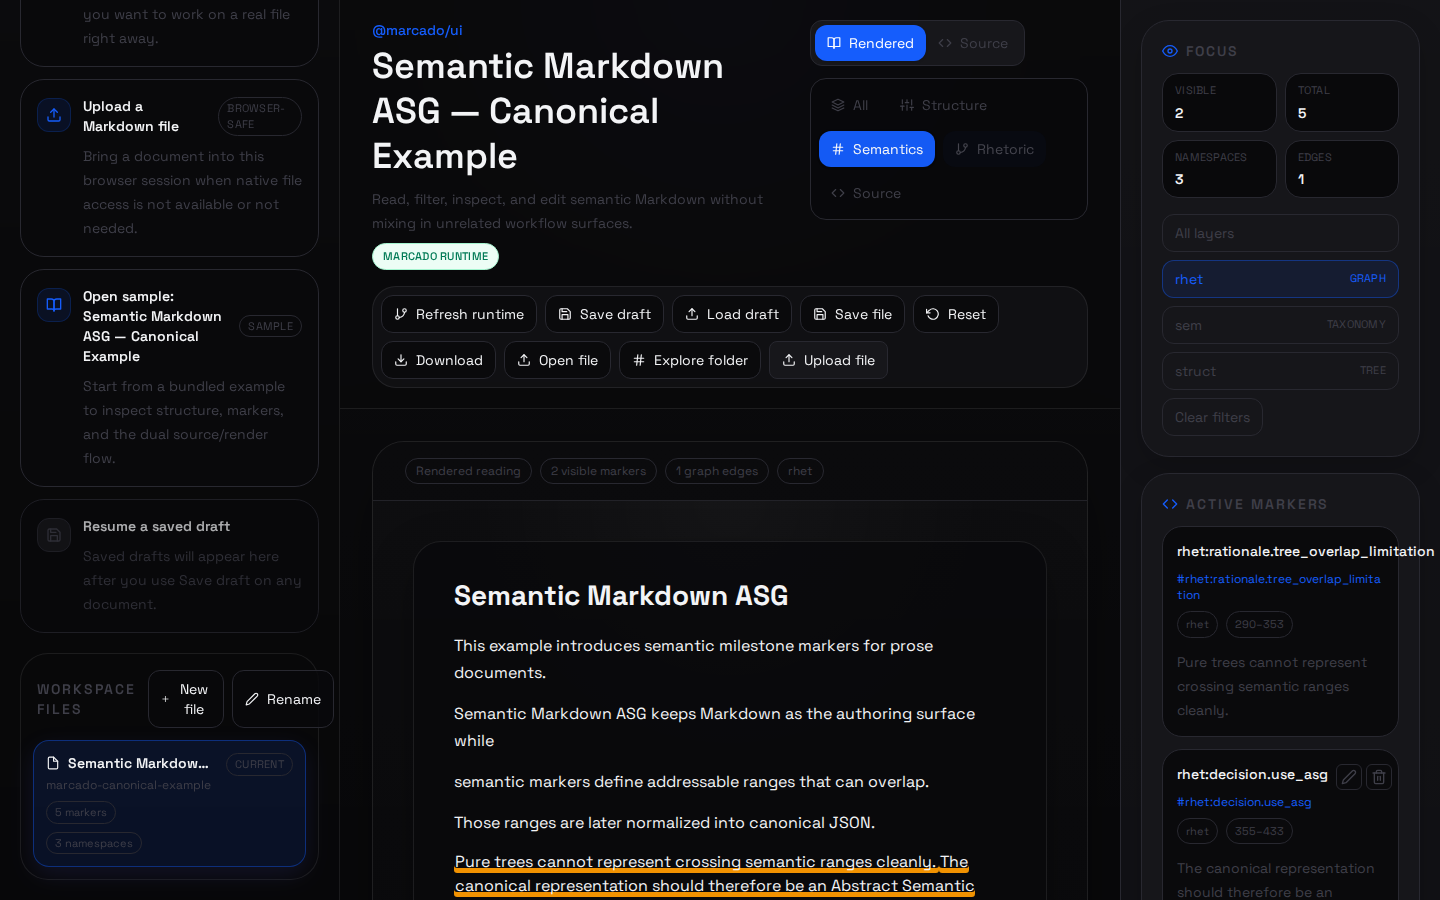 you want to work on a real file
right away.
Upload a
Markdown file
BROWSER-
SAFE
Bring a document into this
browser session when native file
access is not available or not
needed.
Open sample:
Semantic Markdown
ASG — Canonical
Example
SAMPLE
Start from a bundled example
to inspect structure, markers,
and the dual source/render
flow.
Resume a saved draft
Saved drafts will appear here
after you use Save draft on any
document.
WORKSPACE
FILES
New
file
Rename
Semantic Markdow...
CURRENT
marcado-canonical-example
5 markers
3 namespaces
@marcado/ui
Semantic Markdown
ASG — Canonical
Example
Read, filter, inspect, and edit semantic Markdown without
mixing in unrelated workflow surfaces.
MARCADO RUNTIME
Rendered
Source
All
Structure
Semantics
Rhetoric
Source
Refresh runtime
Save draft
Load draft
Save file
Reset
Download
Open file
Explore folder
Upload file
Rendered reading
2 visible markers
1 graph edges
rhet
Semantic Markdown ASG
This example introduces semantic milestone markers for prose
documents.
Semantic Markdown ASG keeps Markdown as the authoring surface
while
semantic markers define addressable ranges that can overlap.
Those ranges are later normalized into canonical JSON.
Pure trees cannot represent crossing semantic ranges cleanly. The
canonical representation should therefore be an Abstract Semantic
FOCUS
VISIBLE
2
TOTAL
5
NAMESPACES
3
EDGES
1
All layers
rhet
GRAPH
sem
TAXONOMY
struct
TREE
Clear filters
ACTIVE MARKERS
rhet:rationale.tree_overlap_limitation
#rhet:rationale.tree_overlap_limita
tion
rhet
290–353
Pure trees cannot represent
crossing semantic ranges
cleanly.
rhet:decision.use_asg
#rhet:decision.use_asg
rhet
355–433
The canonical representation
should therefore be an